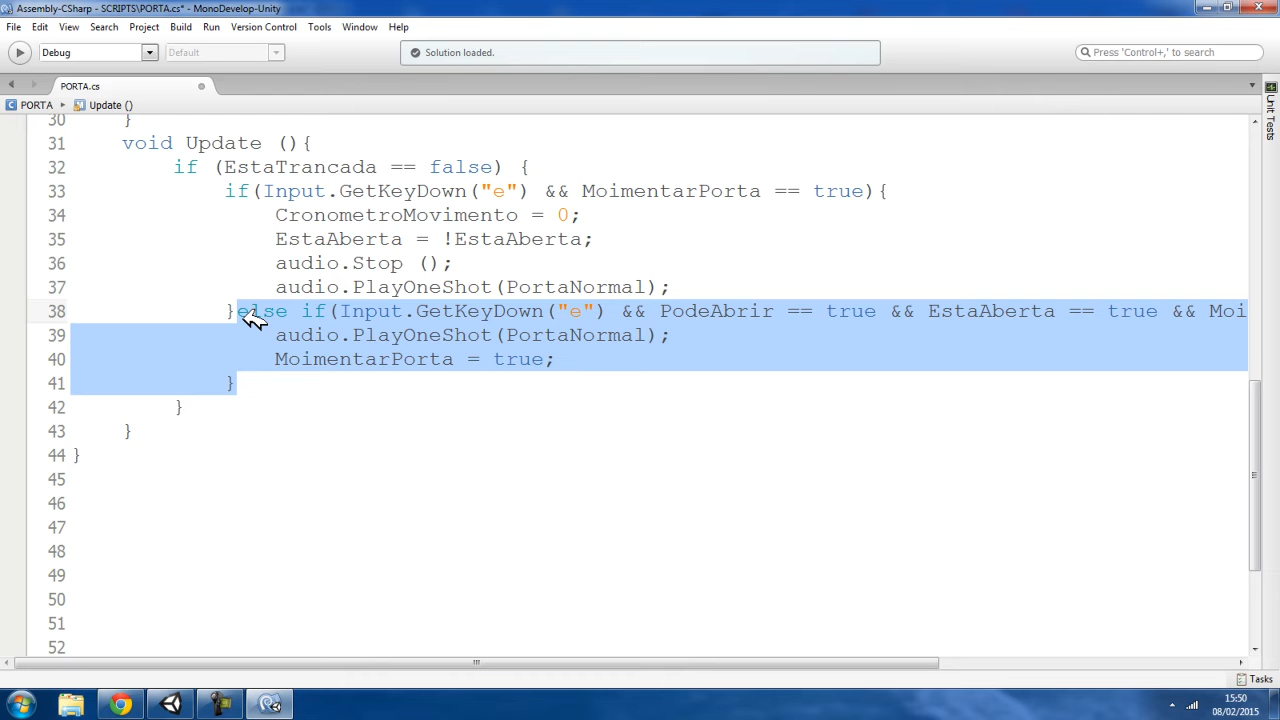 Assembly-CSharp - SCRIPTS\PORTA.cs* - MonoDevelop-Unity
File Edit View Search Project Build Run Version Control Tools Window Help
Debug Default Solution loaded. Press 'Control+,' to search
PORTA.cs
PORTA Update ()
30 }
31 void Update (){
32 if (EstaTrancada == false) {
33 if(Input.GetKeyDown("e") && MoimentarPorta == true){
34 CronometroMovimento = 0;
35 EstaAberta = !EstaAberta;
36 audio.Stop ();
37 audio.PlayOneShot(PortaNormal);
38 }else if(Input.GetKeyDown("e") && PodeAbrir == true && EstaAberta == true && Moi
39 audio.PlayOneShot(PortaNormal);
40 MoimentarPorta = true;
41 }
42 }
43 }
44 }
45
46
47
48
49
50
51
52
Unit Tests
Tasks
15:50
08/02/2015